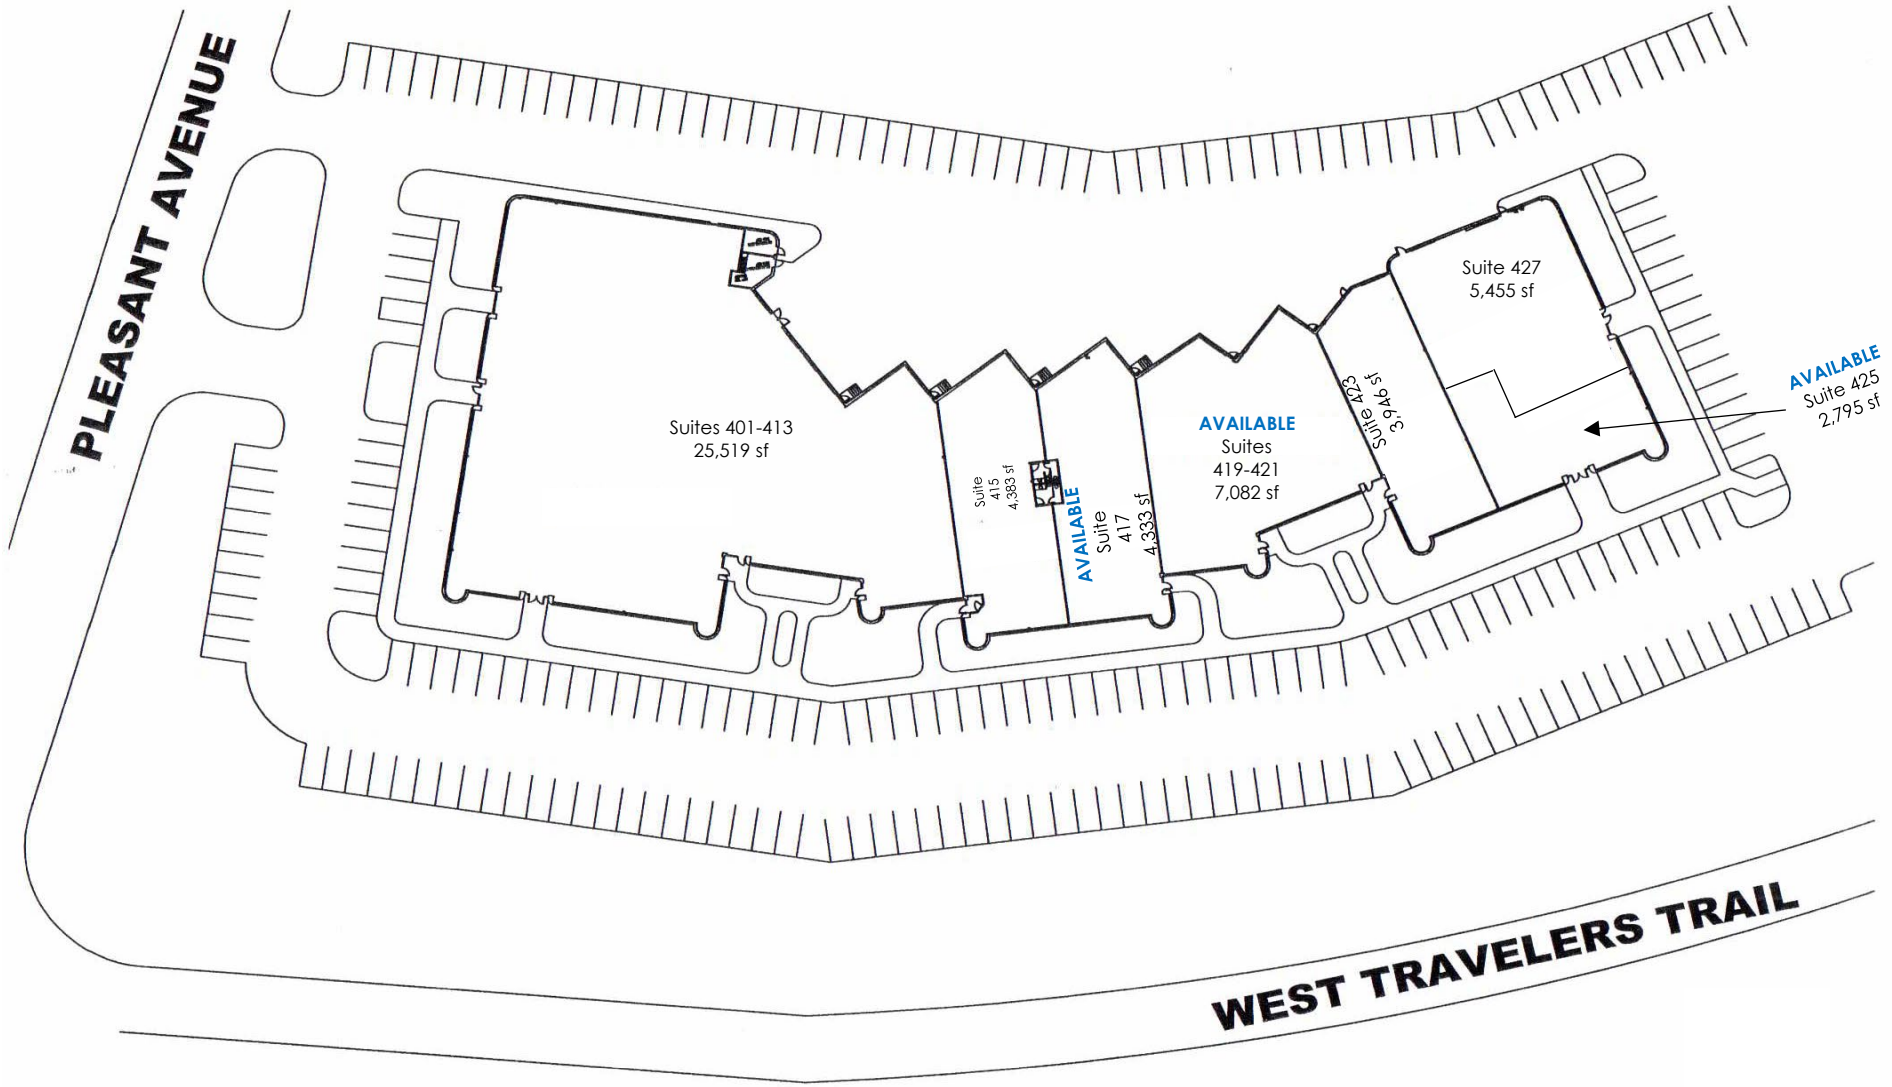 PLEASANT AVENUE
Suites 401-413
25,519 sf
Suite
415
4,383 sf
AVAILABLE
Suite
417
4,333 sf
AVAILABLE
Suites
419-421
7,082 sf
Suite 423
3,946 sf
Suite 427
5,455 sf
AVAILABLE
Suite 425
2,795 sf
WEST TRAVELERS TRAIL